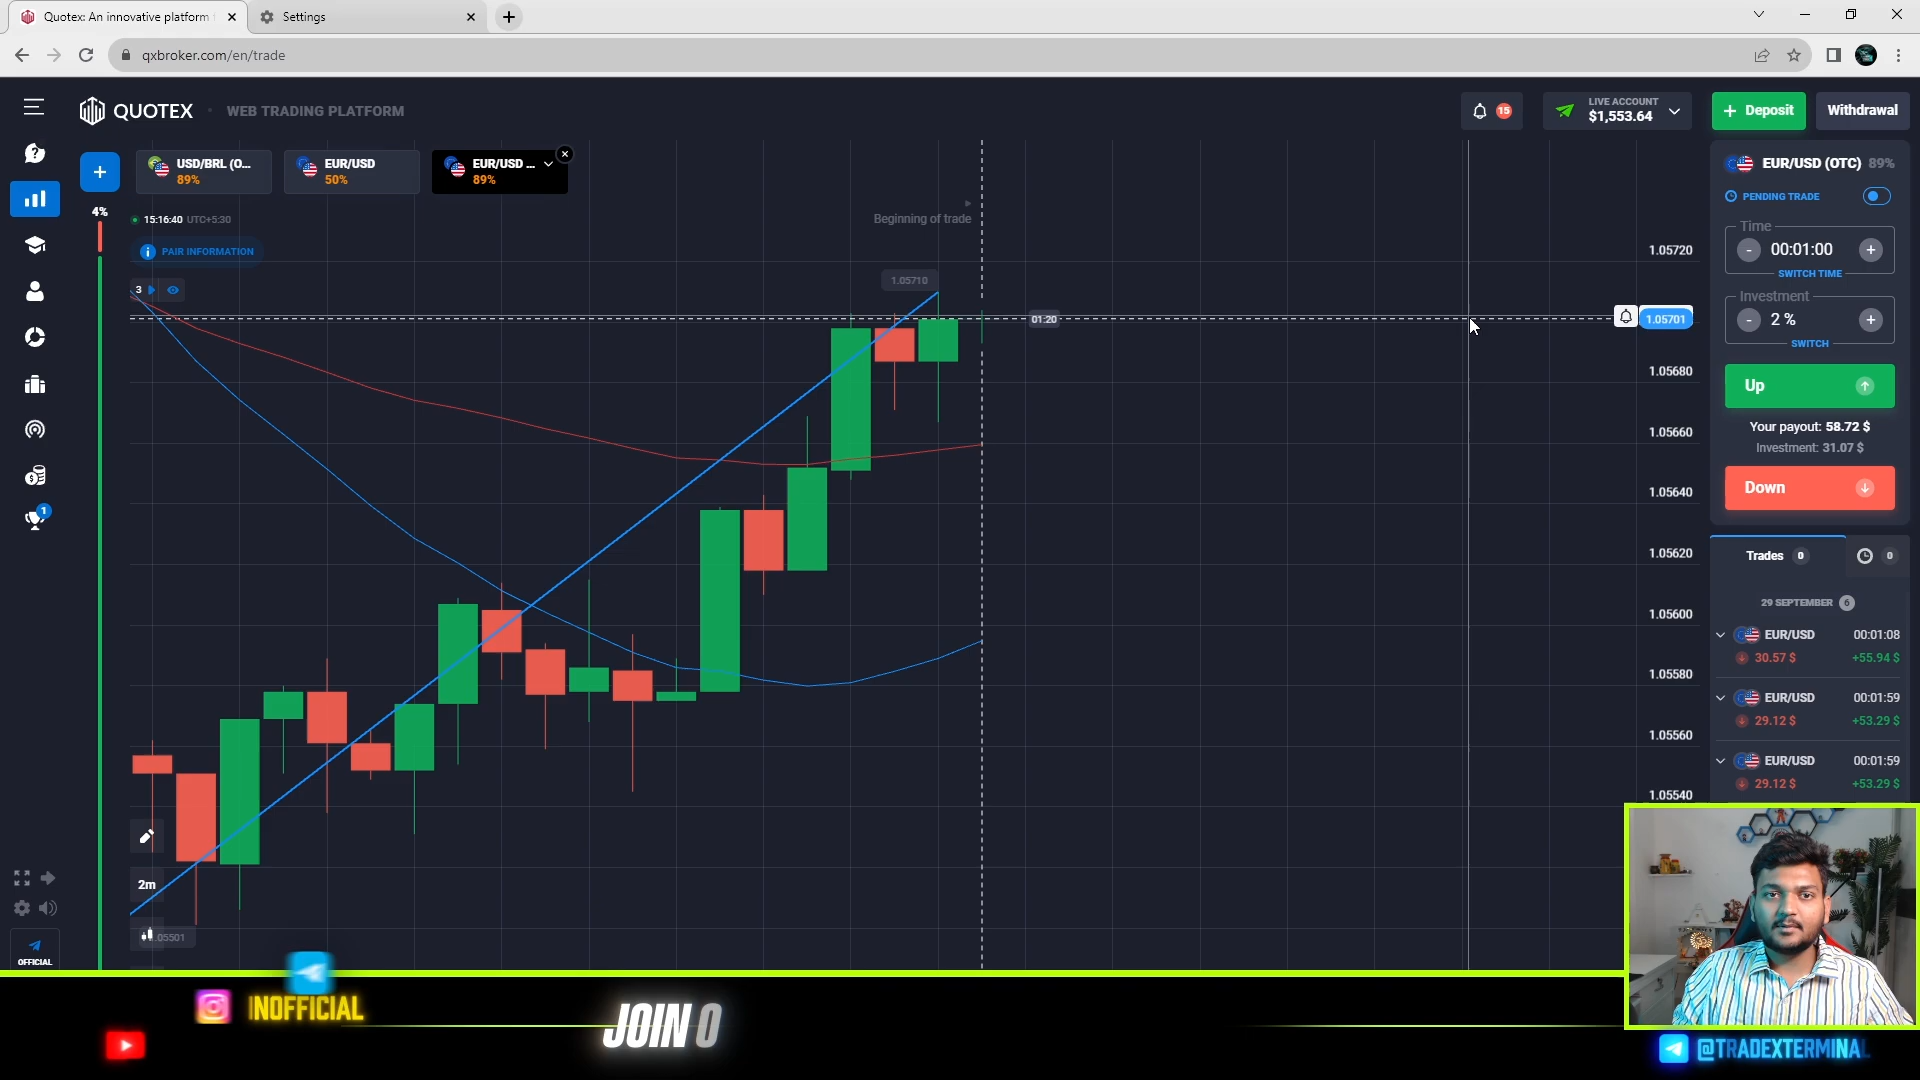 Quotex: An innovative platform
Settings
qxbroker.com/en/trade
QUOTEX
WEB TRADING PLATFORM
15
LIVE ACCOUNT
$1,553.64
Deposit
Withdrawal
USD/BRL (O...
89%
EUR/USD
50%
EUR/USD ...
89%
EUR/USD (OTC) 89%
PENDING TRADE
4%
15:16:40 UTC+5:30
Beginning of trade
PAIR INFORMATION
3
1.05710
01:20
1.05720
1.05701
1.05680
1.05660
1.05640
1.05620
1.05600
1.05580
1.05560
1.05540
Time
- 00:01:00 +
SWITCH TIME
Investment
- 2 % +
SWITCH
Up
Your payout: 58.72 $
Investment: 31.07 $
Down
Trades 0
0
29 SEPTEMBER 6
EUR/USD 00:01:08
30.57 $ +55.94 $
EUR/USD 00:01:59
29.12 $ +53.29 $
EUR/USD 00:01:59
29.12 $ +53.29 $
1
2m
.05501
OFFICIAL
INOFFICIAL
JOIN O
@TRADEXTERMINAL